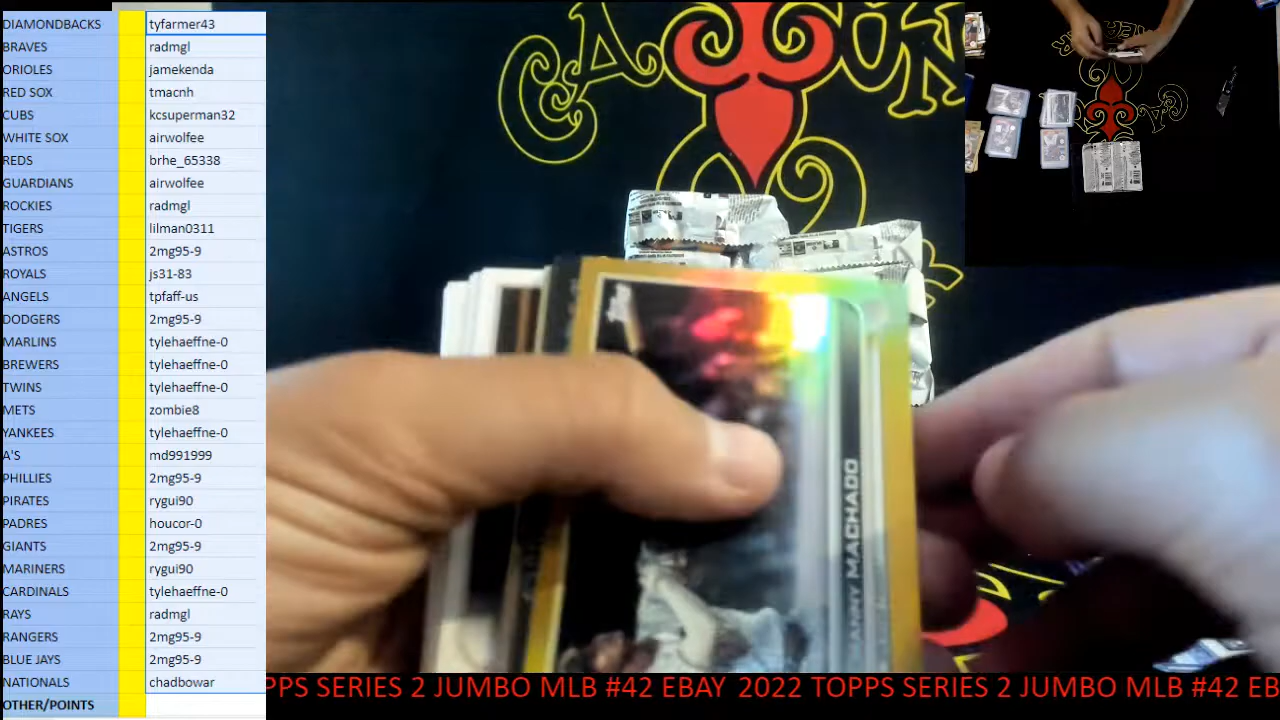 DIAMONDBACKS tyfarmer43
BRAVES radmgl
ORIOLES jamekenda
RED SOX tmacnh
CUBS kcsuperman32
WHITE SOX airwolfee
REDS brhe_65338
GUARDIANS airwolfee
ROCKIES radmgl
TIGERS lilman0311
ASTROS 2mg95-9
ROYALS js31-83
ANGELS tpfaff-us
DODGERS 2mg95-9
MARLINS tylehaeffne-0
BREWERS tylehaeffne-0
TWINS tylehaeffne-0
METS zombie8
YANKEES tylehaeffne-0
A'S md991999
PHILLIES 2mg95-9
PIRATES rygui90
PADRES houcor-0
GIANTS 2mg95-9
MARINERS rygui90
CARDINALS tylehaeffne-0
RAYS radmgl
RANGERS 2mg95-9
BLUE JAYS 2mg95-9
NATIONALS chadbowar
OTHER/POINTS
Topps
ANNY MACHADO
PPS SERIES 2 JUMBO MLB #42 EBAY 2022 TOPPS SERIES 2 JUMBO MLB #42 EB